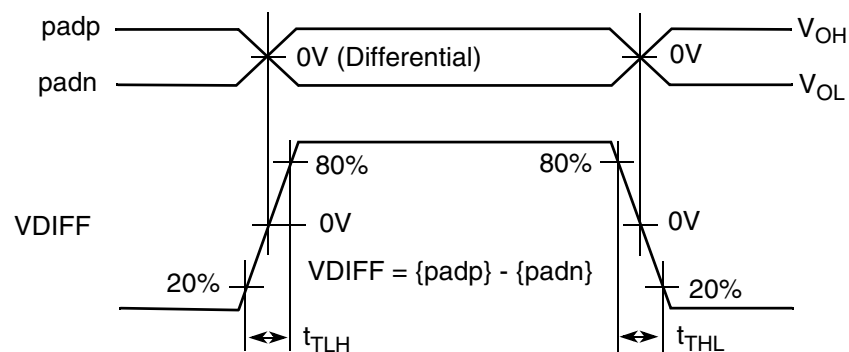 padp
V_OH
0V (Differential)
0V
padn
V_OL
80%
80%
VDIFF
0V
0V
VDIFF = {padp} - {padn}
20%
20%
t_TLH
t_THL